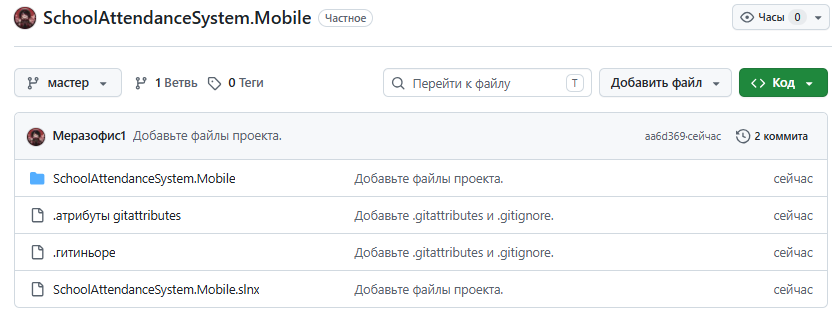 SchoolAttendanceSystem.Mobile Частное Часы 0
мастер 1 Ветвь 0 Теги Перейти к файлу T Добавить файл Код
Меразофис1 Добавьте файлы проекта. aa6d369·сейчас 2 коммита
SchoolAttendanceSystem.Mobile Добавьте файлы проекта. сейчас
.атрибуты gitattributes Добавьте .gitattributes и .gitignore. сейчас
.гитиньоре Добавьте .gitattributes и .gitignore. сейчас
SchoolAttendanceSystem.Mobile.slnx Добавьте файлы проекта. сейчас